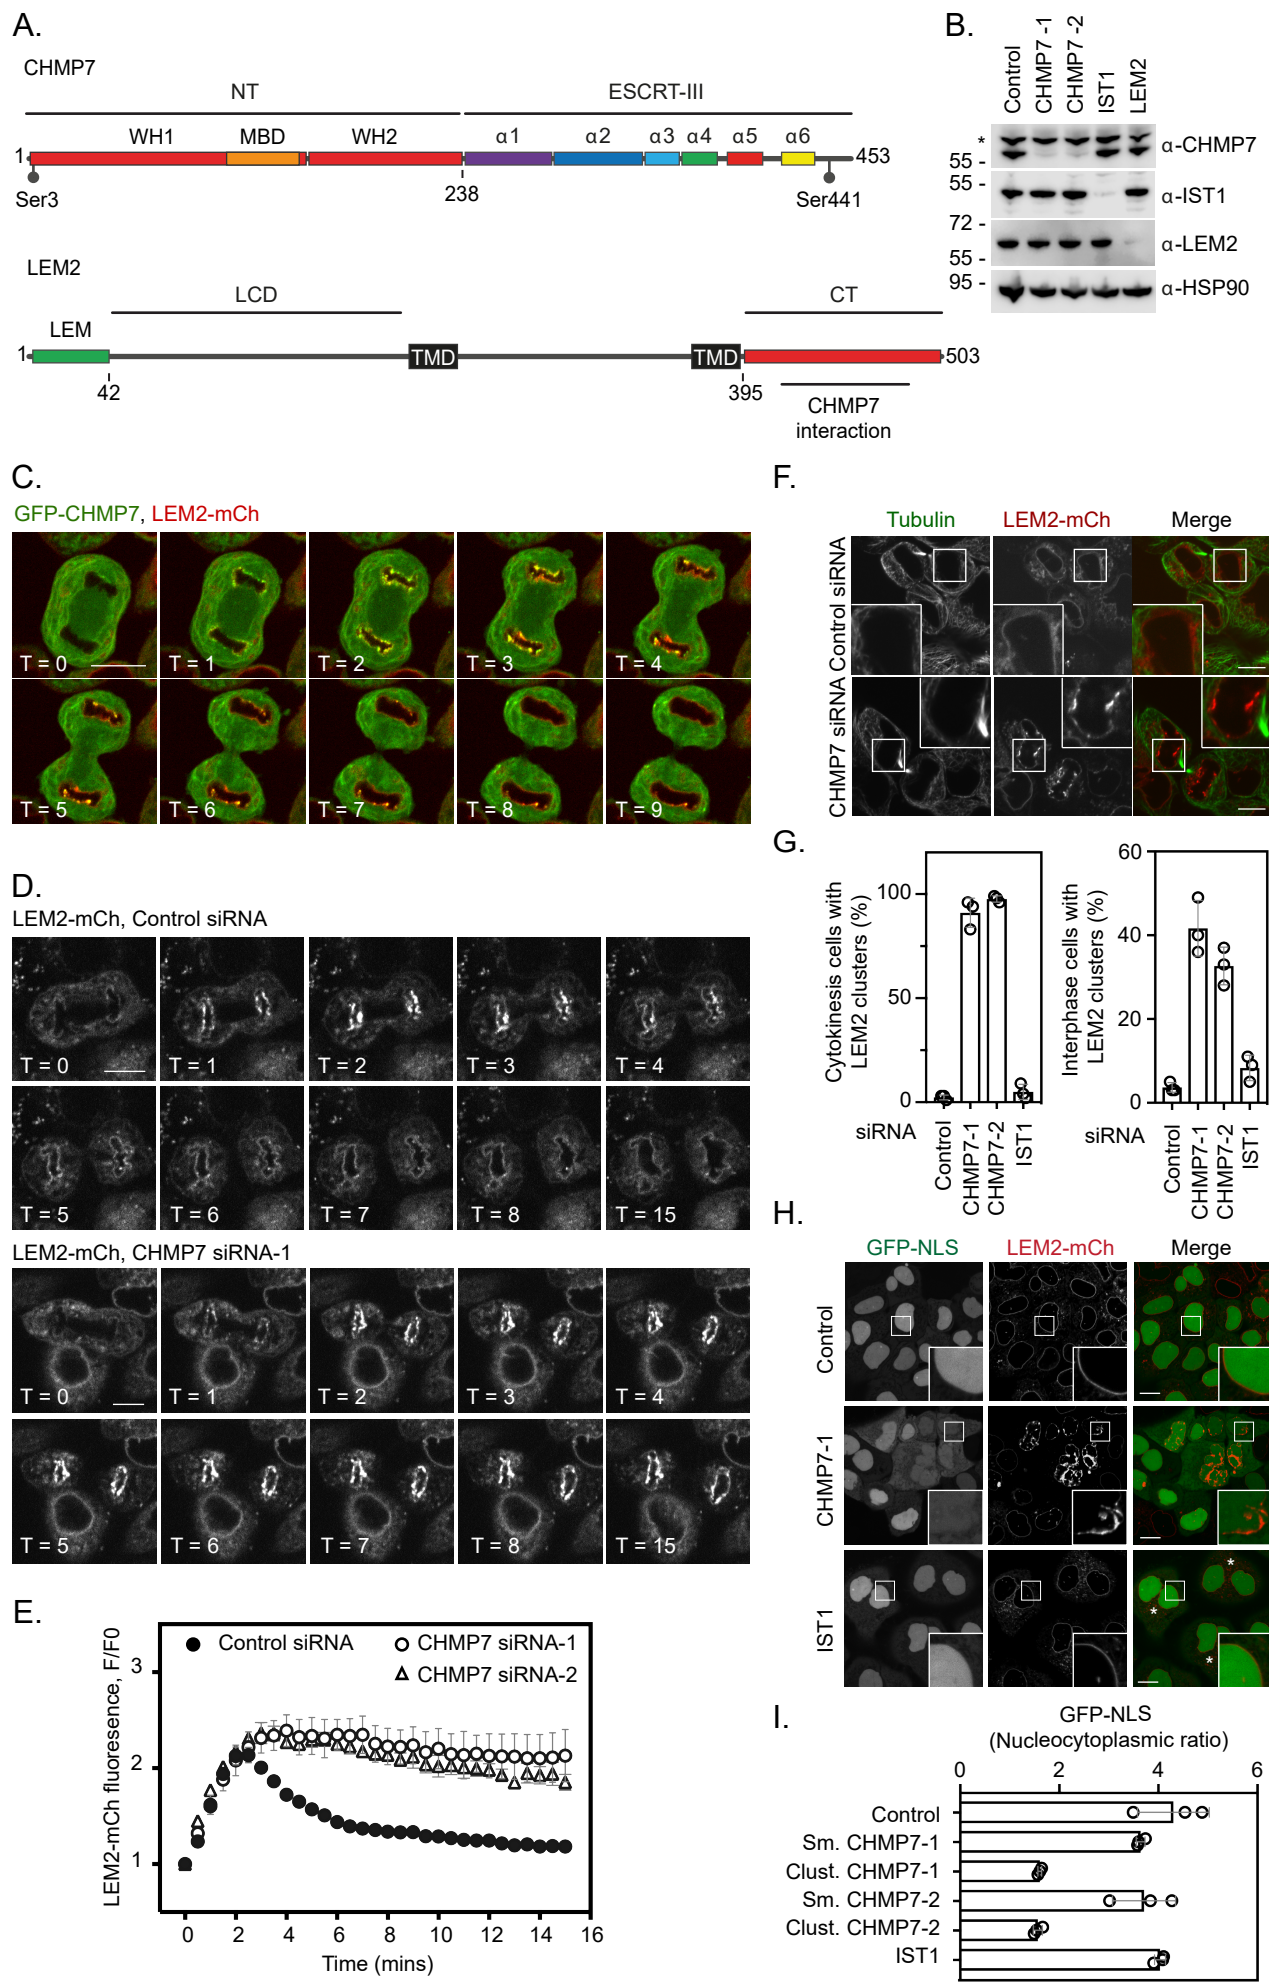 A.
CHMP7
NT
ESCRT-III
WH1 MBD WH2 α1 α2 α3 α4 α5 α6
1 453
Ser3 238 Ser441
LEM2
LCD CT
LEM
1 TMD TMD 503
42 395
CHMP7
interaction
B.
Control
CHMP7 -1
CHMP7 -2
IST1
LEM2
*
55 - α-CHMP7
55 -
α-IST1
72 -
α-LEM2
55 -
95 -
α-HSP90
C.
GFP-CHMP7, LEM2-mCh
T = 0 T = 1 T = 2 T = 3 T = 4
T = 5 T = 6 T = 7 T = 8 T = 9
D.
LEM2-mCh, Control siRNA
T = 0 T = 1 T = 2 T = 3 T = 4
T = 5 T = 6 T = 7 T = 8 T = 15
LEM2-mCh, CHMP7 siRNA-1
T = 0 T = 1 T = 2 T = 3 T = 4
T = 5 T = 6 T = 7 T = 8 T = 15
E.
LEM2-mCh fluoresence, F/F0
Control siRNA CHMP7 siRNA-1
CHMP7 siRNA-2
3
2
1
0 2 4 6 8 10 12 14 16
Time (mins)
F.
Tubulin LEM2-mCh Merge
Control siRNA
CHMP7 siRNA
G.
Cytokinesis cells with
LEM2 clusters (%)
100
50
0
siRNA
Control
CHMP7-1
CHMP7-2
IST1
Interphase cells with
LEM2 clusters (%)
60
40
20
0
siRNA
Control
CHMP7-1
CHMP7-2
IST1
H.
GFP-NLS LEM2-mCh Merge
Control
CHMP7-1
IST1
*
*
*
I.
GFP-NLS
(Nucleocytoplasmic ratio)
0 2 4 6
Control
Sm. CHMP7-1
Clust. CHMP7-1
Sm. CHMP7-2
Clust. CHMP7-2
IST1